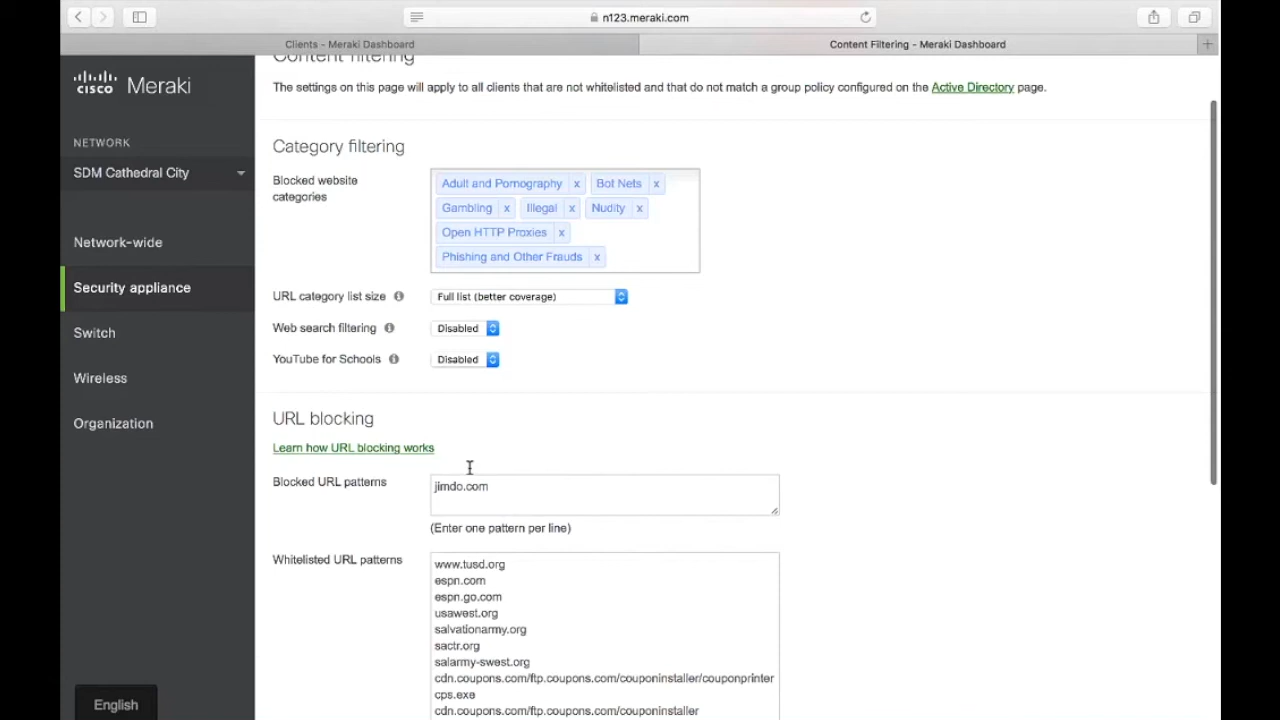 n123.meraki.com
Clients - Meraki Dashboard
Content Filtering - Meraki Dashboard
cisco Meraki
NETWORK
SDM Cathedral City
Network-wide
Security appliance
Switch
Wireless
Organization
English
Content filtering
The settings on this page will apply to all clients that are not whitelisted and that do not match a group policy configured on the Active Directory page.
Category filtering
Blocked website
categories
Adult and Pornography x Bot Nets x
Gambling x Illegal x Nudity x
Open HTTP Proxies x
Phishing and Other Frauds x
URL category list size i Full list (better coverage)
Web search filtering i Disabled
YouTube for Schools i Disabled
URL blocking
Learn how URL blocking works
Blocked URL patterns
jimdo.com
(Enter one pattern per line)
Whitelisted URL patterns
www.tusd.org
espn.com
espn.go.com
usawest.org
salvationarmy.org
sactr.org
salarmy-swest.org
cdn.coupons.com/ftp.coupons.com/couponinstaller/couponprinter
cps.exe
cdn.coupons.com/ftp.coupons.com/couponinstaller